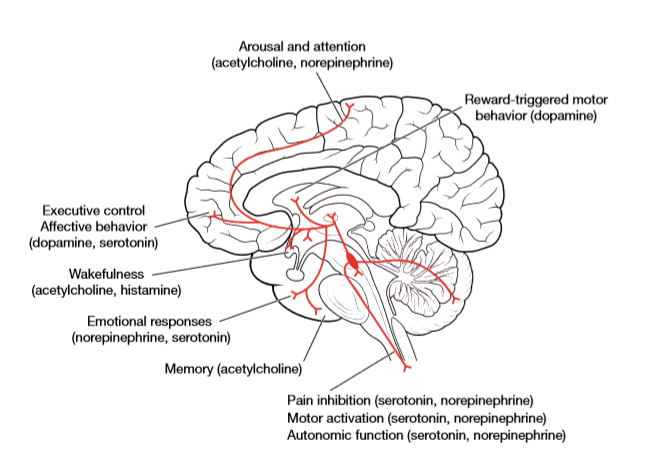 Arousal and attention
(acetylcholine, norepinephrine)
Reward-triggered motor
behavior (dopamine)
Executive control
Affective behavior
(dopamine, serotonin)
Wakefulness
(acetylcholine, histamine)
Emotional responses
(norepinephrine, serotonin)
Memory (acetylcholine)
Pain inhibition (serotonin, norepinephrine)
Motor activation (serotonin, norepinephrine)
Autonomic function (serotonin, norepinephrine)